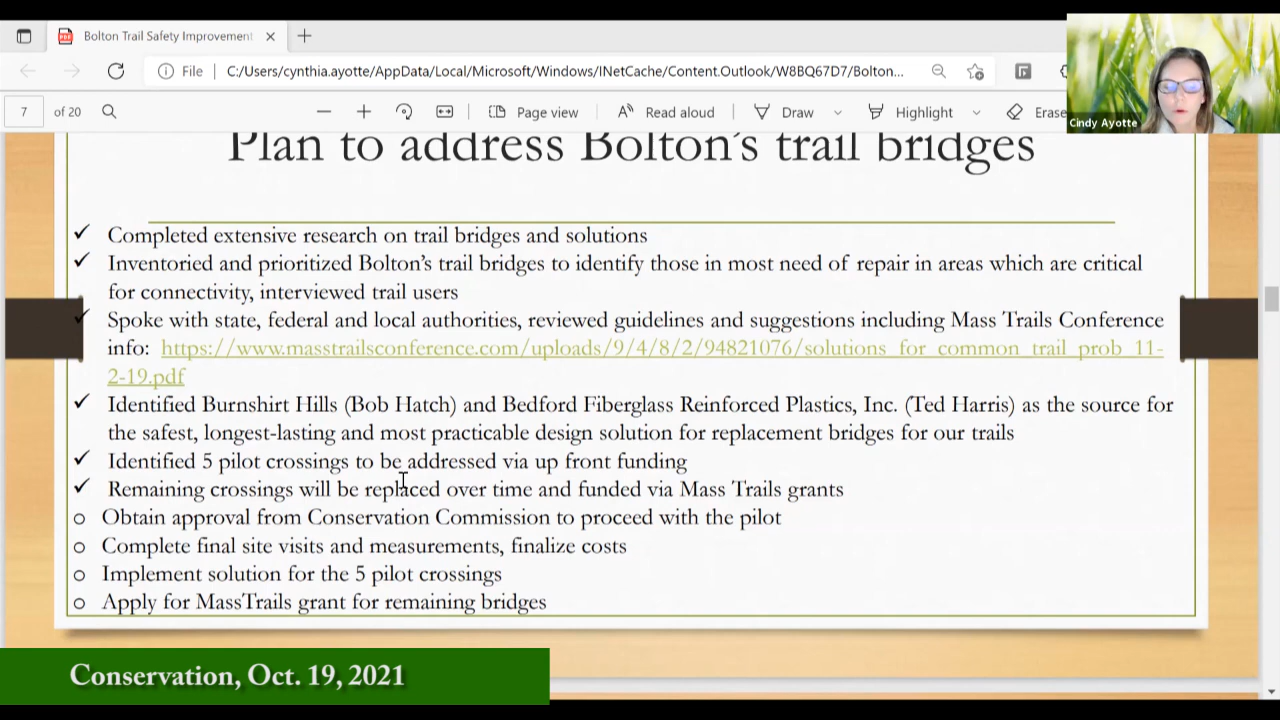 Bolton Trail Safety Improvement
File
C:/Users/cynthia.ayotte/AppData/Local/Microsoft/Windows/INetCache/Content.Outlook/W8BQ67D7/Bolton...
7 of 20
Page view
Read aloud
Draw
Highlight
Erase
Cindy Ayotte
Plan to address Bolton's trail bridges
✓ Completed extensive research on trail bridges and solutions
✓ Inventoried and prioritized Bolton's trail bridges to identify those in most need of repair in areas which are critical
for connectivity, interviewed trail users
✓ Spoke with state, federal and local authorities, reviewed guidelines and suggestions including Mass Trails Conference
info: https://www.masstrailsconference.com/uploads/9/4/8/2/94821076/solutions_for_common_trail_prob_11-
2-19.pdf
✓ Identified Burnshirt Hills (Bob Hatch) and Bedford Fiberglass Reinforced Plastics, Inc. (Ted Harris) as the source for
the safest, longest-lasting and most practicable design solution for replacement bridges for our trails
✓ Identified 5 pilot crossings to be addressed via up front funding
✓ Remaining crossings will be replaced over time and funded via Mass Trails grants
o Obtain approval from Conservation Commission to proceed with the pilot
o Complete final site visits and measurements, finalize costs
o Implement solution for the 5 pilot crossings
o Apply for MassTrails grant for remaining bridges
Conservation, Oct. 19, 2021